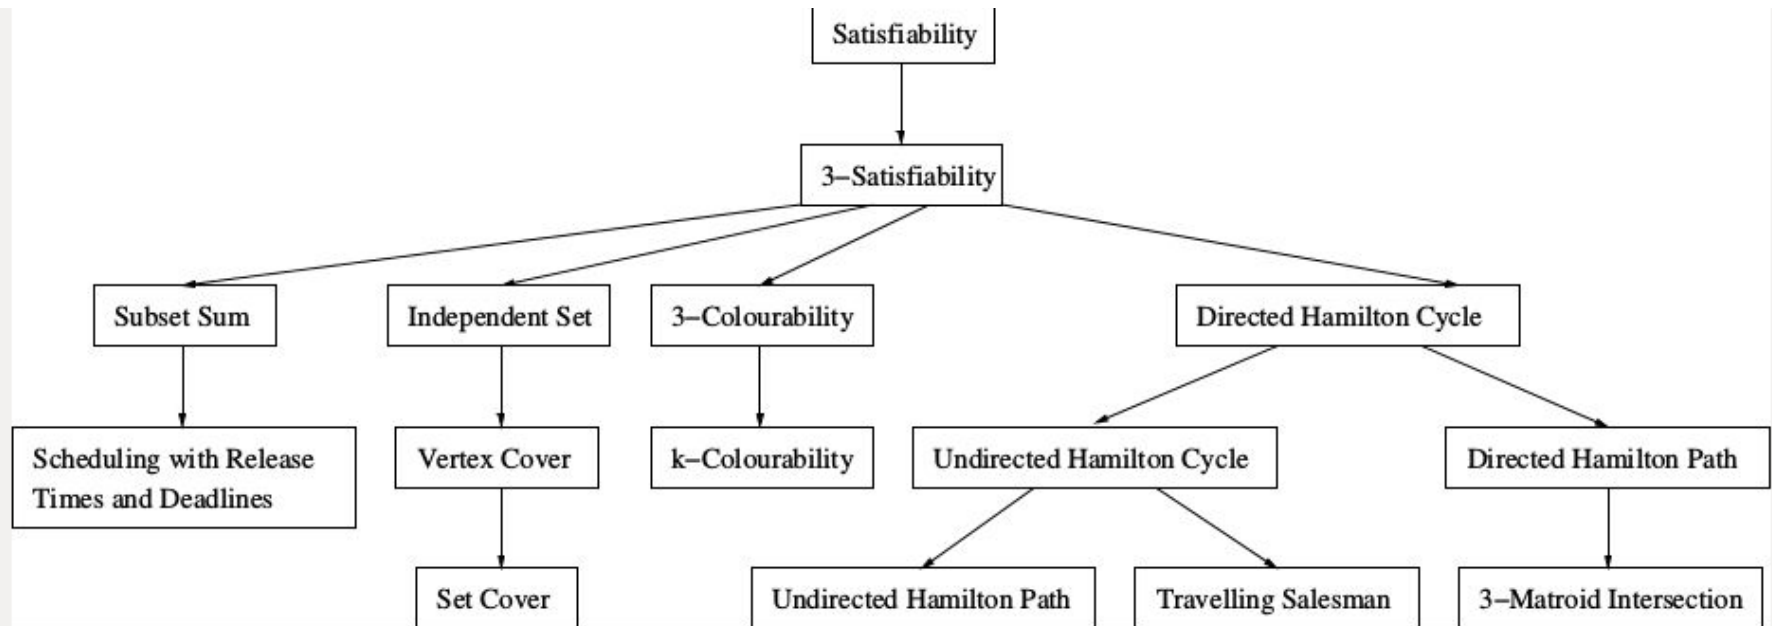 Satisfiability
3–Satisfiability
Subset Sum
Independent Set
3–Colourability
Directed Hamilton Cycle
Scheduling with Release
Times and Deadlines
Vertex Cover
k–Colourability
Undirected Hamilton Cycle
Directed Hamilton Path
Set Cover
Undirected Hamilton Path
Travelling Salesman
3–Matroid Intersection